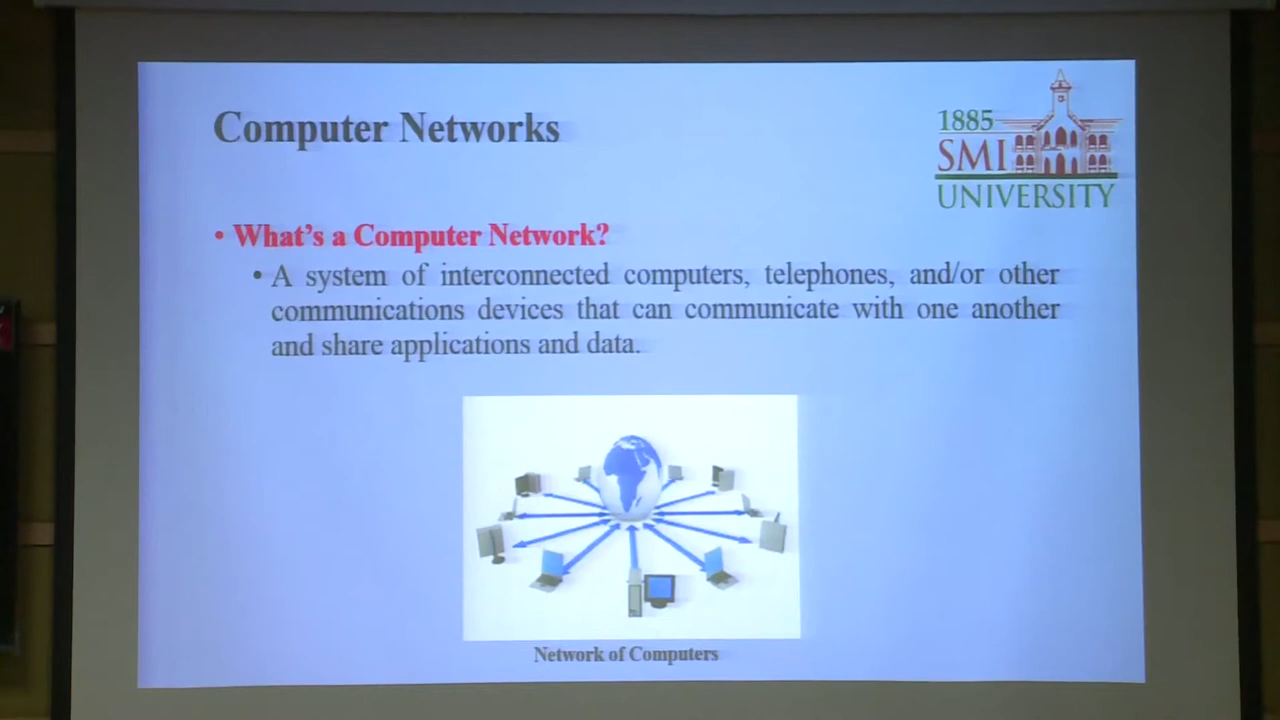 Computer Networks
1885
SMI
UNIVERSITY
• What's a Computer Network?
• A system of interconnected computers, telephones, and/or other
communications devices that can communicate with one another
and share applications and data.
Network of Computers